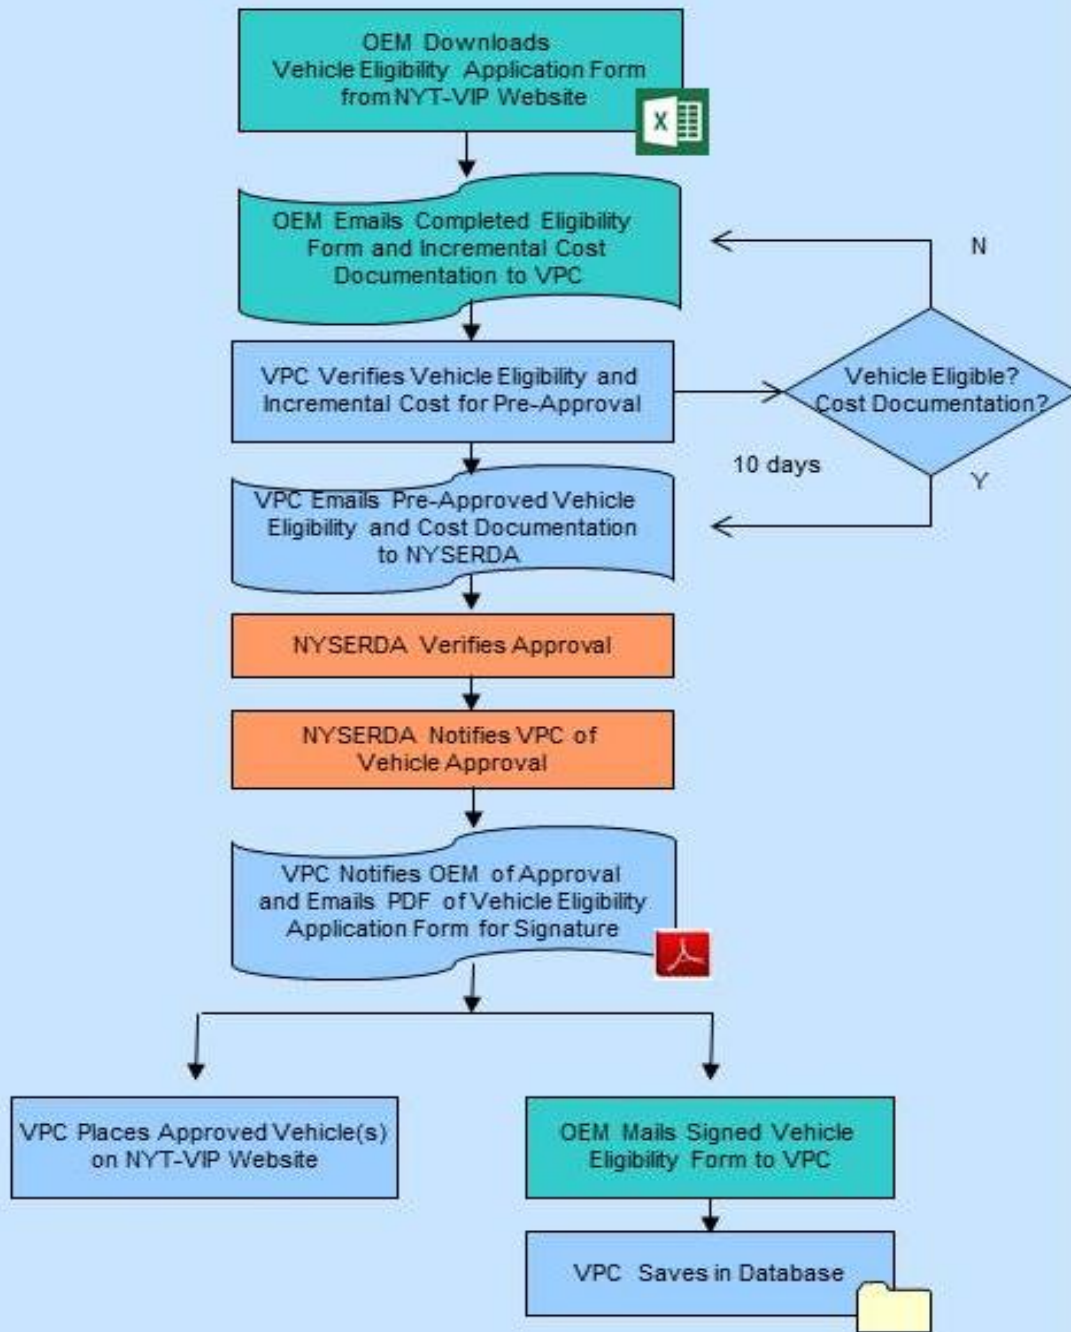 OEM Downloads
Vehicle Eligibility Application Form
from NYT-VIP Website
X
OEM Emails Completed Eligibility
Form and Incremental Cost
Documentation to VPC
N
VPC Verifies Vehicle Eligibility and
Incremental Cost for Pre-Approval
Vehicle Eligible?
Cost Documentation?
10 days
Y
VPC Emails Pre-Approved Vehicle
Eligibility and Cost Documentation
to NYSERDA
NYSERDA Verifies Approval
NYSERDA Notifies VPC of
Vehicle Approval
VPC Notifies OEM of Approval
and Emails PDF of Vehicle Eligibility
Application Form for Signature
VPC Places Approved Vehicle(s)
on NYT-VIP Website
OEM Mails Signed Vehicle
Eligibility Form to VPC
VPC Saves in Database